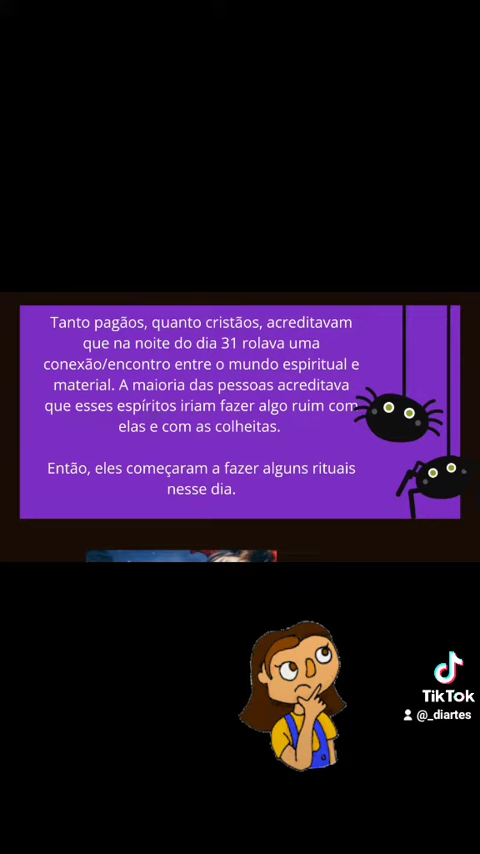 Tanto pagãos, quanto cristãos, acreditavam
que na noite do dia 31 rolava uma
conexão/encontro entre o mundo espiritual e
material. A maioria das pessoas acreditava
que esses espíritos iriam fazer algo ruim com
elas e com as colheitas.
Então, eles começaram a fazer alguns rituais
nesse dia.
TikTok
@_diartes